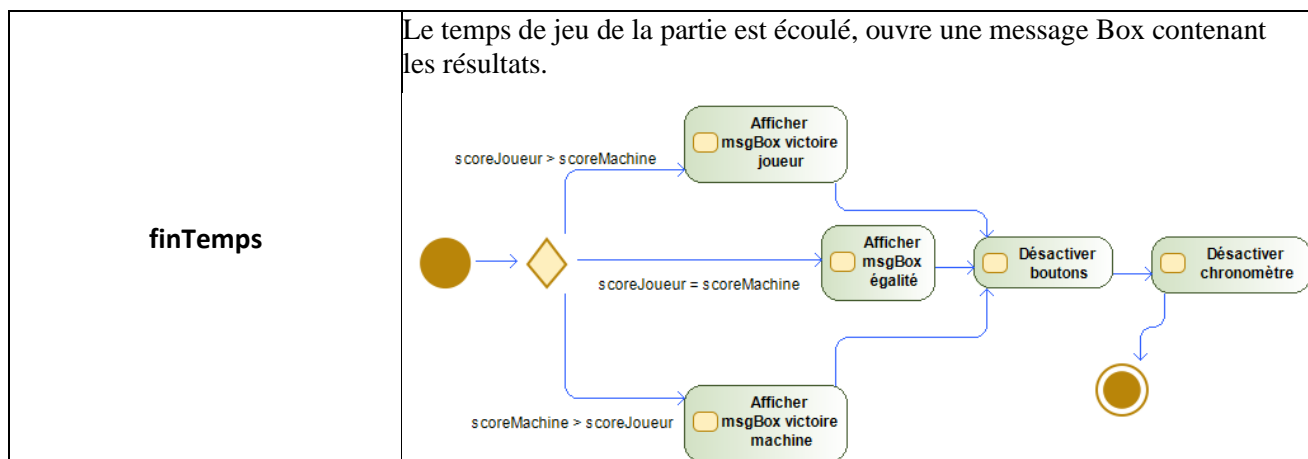 Le temps de jeu de la partie est écoulé, ouvre une message Box contenant
les résultats.
finTemps
scoreJoueur > scoreMachine
Afficher
msgBox victoire
joueur
scoreJoueur = scoreMachine
Afficher
msgBox
égalité
Désactiver
boutons
Désactiver
chronomètre
scoreMachine > scoreJoueur
Afficher
msgBox victoire
machine